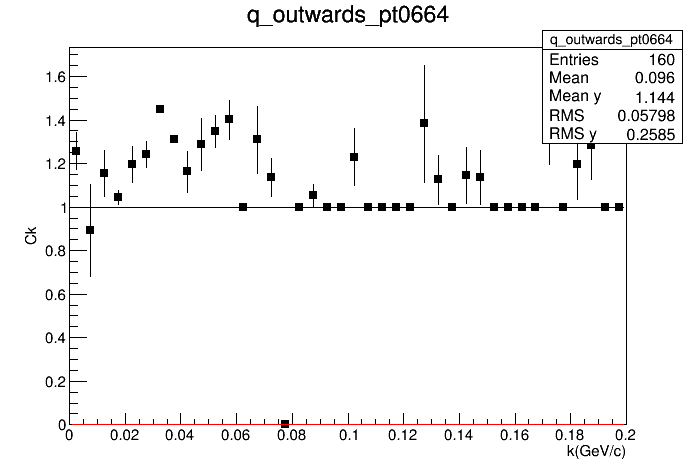 q_outwards_pt0664
q_outwards_pt0664
Entries 160
Mean 0.096
Mean y 1.144
RMS 0.05798
RMS y 0.2585
1.6
1.4
1.2
1
0.8
0.6
0.4
0.2
0
Ck
0 0.02 0.04 0.06 0.08 0.1 0.12 0.14 0.16 0.18 0.2
k(GeV/c)